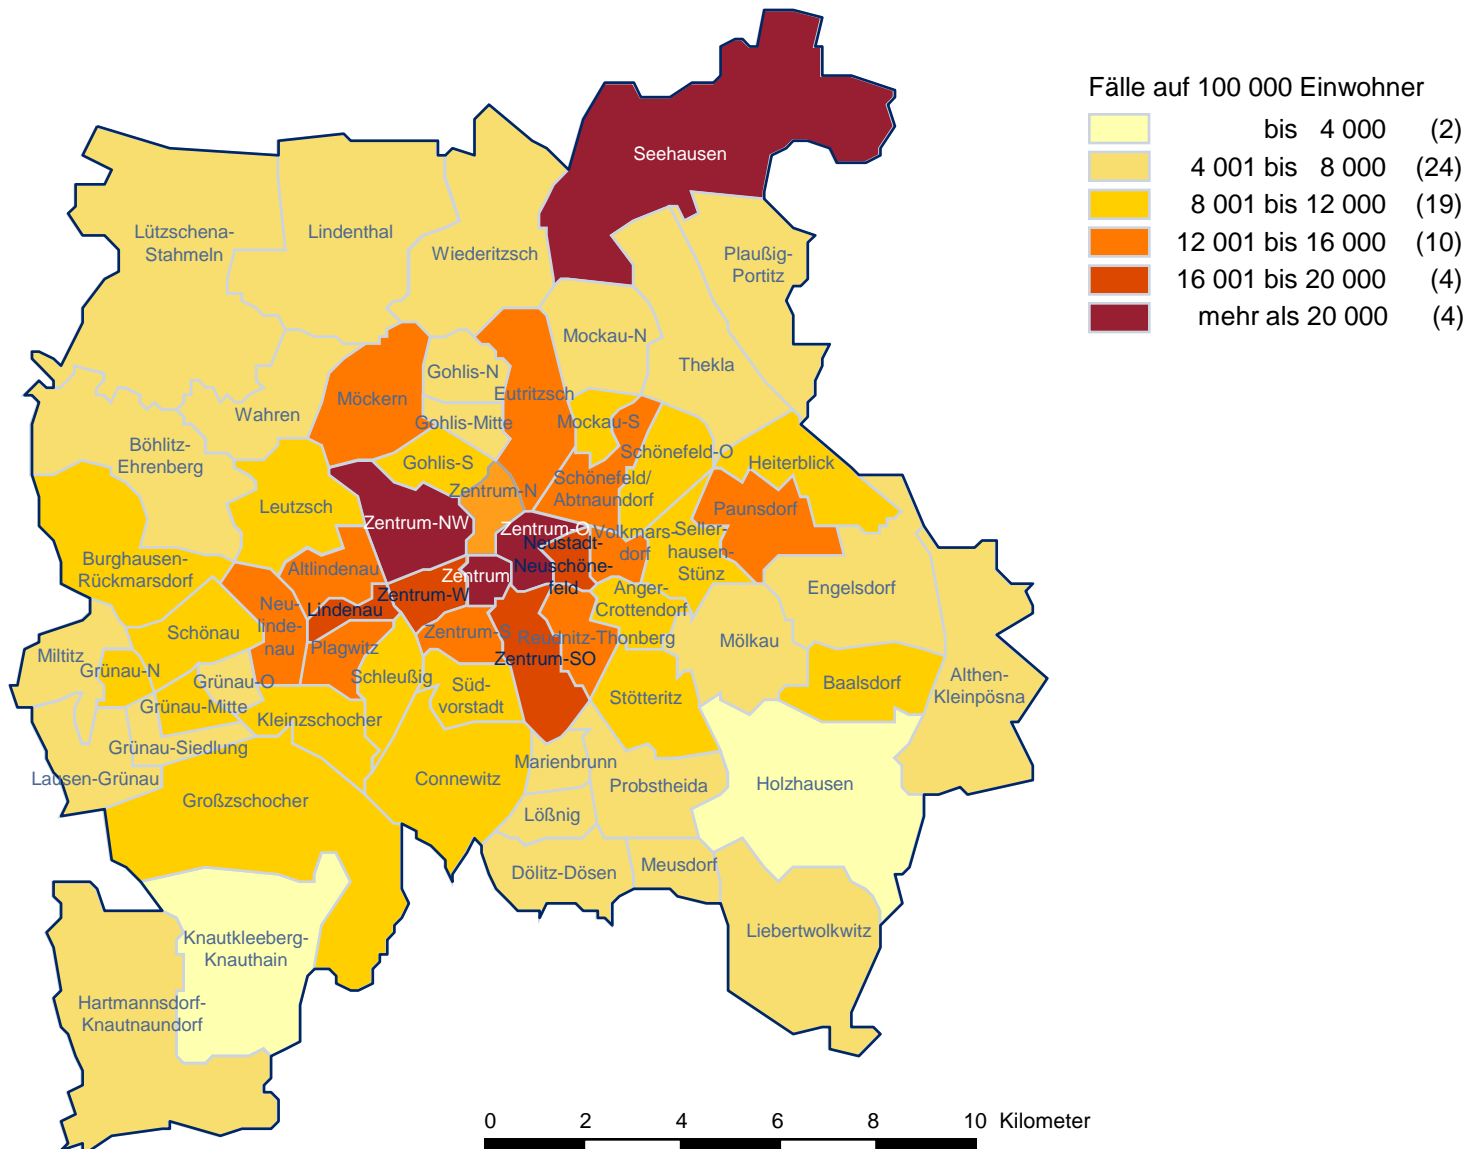 Fälle auf 100 000 Einwohner
bis 4 000 (2)
4 001 bis 8 000 (24)
8 001 bis 12 000 (19)
12 001 bis 16 000 (10)
16 001 bis 20 000 (4)
mehr als 20 000 (4)
Seehausen
Lützschena-
Stahmeln
Lindenthal
Wiederitzsch
Plaußig-
Portitz
Mockau-N
Thekla
Gohlis-N
Eutritzsch
Möckern
Wahren
Gohlis-Mitte
Mockau-S
Böhlitz-
Ehrenberg
Schönefeld-O
Heiterblick
Gohlis-S
Zentrum-N
Schönefeld/
Abtnaundorf
Leutzsch
Paunsdorf
Zentrum-NW
Zentrum-O
Volkmars-
dorf
Seller-
hausen-
Stünz
Neustadt-
Neuschöne-
feld
Burghausen-
Rückmarsdorf
Altlindenau
Zentrum
Engelsdorf
Anger-
Crottendorf
Zentrum-W
Lindenau
Neu-
linde-
nau
Schönau
Zentrum-S
Reudnitz-Thonberg
Mölkau
Plagwitz
Miltitz
Zentrum-SO
Grünau-N
Schleußig
Grünau-O
Baalsdorf
Althen-
Kleinpösna
Süd-
vorstadt
Stötteritz
Grünau-Mitte
Kleinzschocher
Grünau-Siedlung
Marienbrunn
Lausen-Grünau
Connewitz
Probstheida
Holzhausen
Großzschocher
Lößnig
Meusdorf
Dölitz-Dösen
Liebertwolkwitz
Knautkleeberg-
Knauthain
Hartmannsdorf-
Knautnaundorf
0 2 4 6 8 10 Kilometer